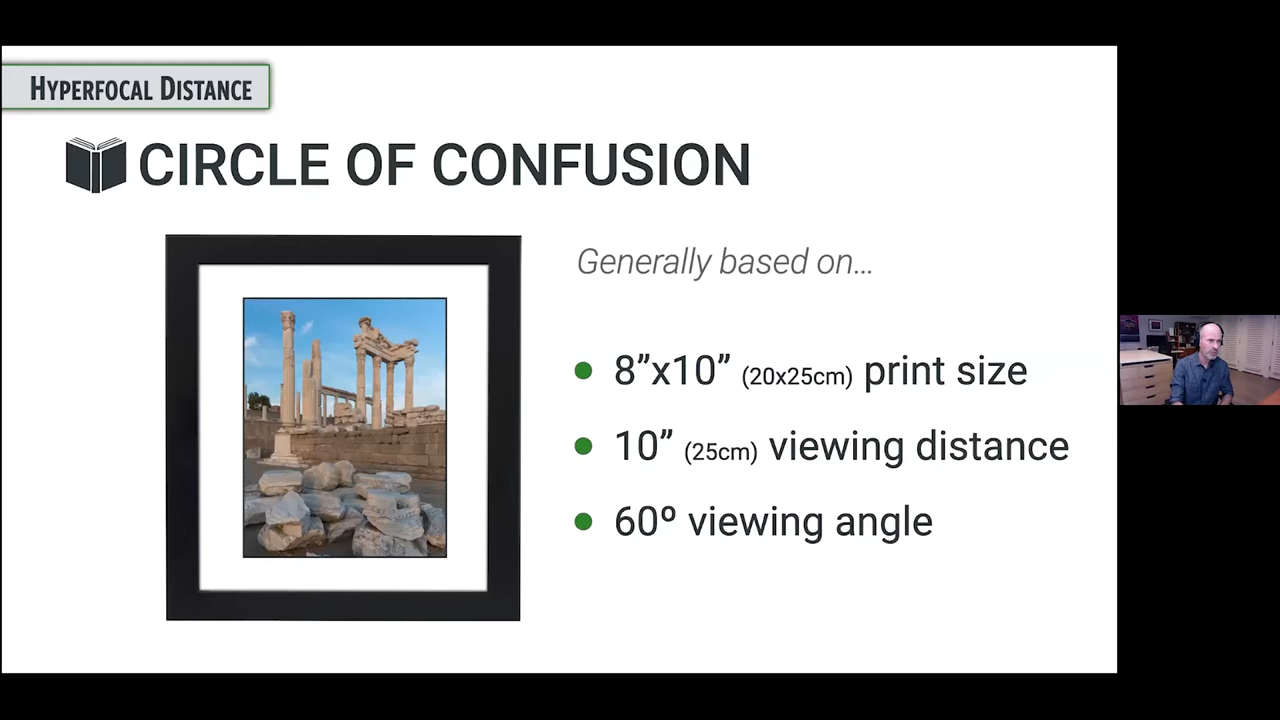 HYPERFOCAL DISTANCE
CIRCLE OF CONFUSION
Generally based on…
• 8”x10” (20x25cm) print size
• 10” (25cm) viewing distance
• 60º viewing angle